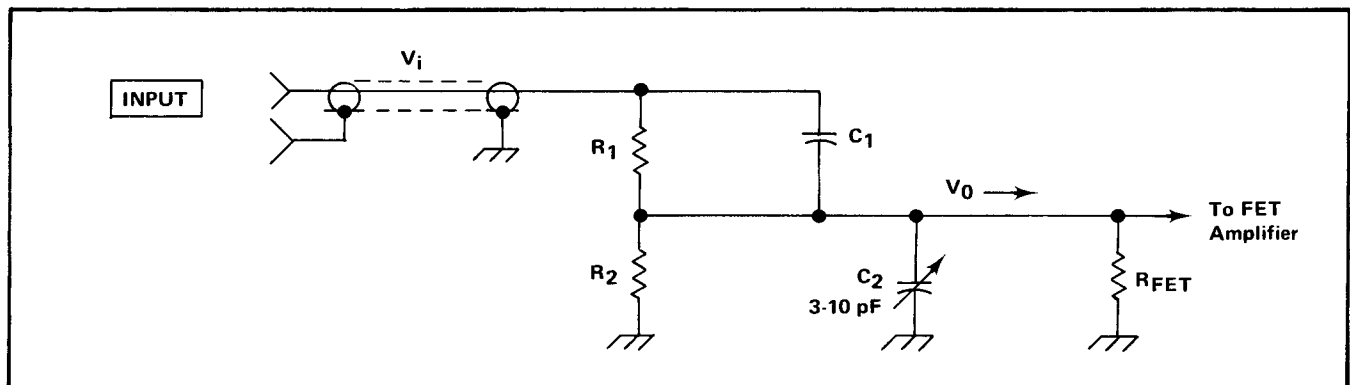 INPUT
Vi
R1
C1
V0
To FET
Amplifier
R2
C2
3-10 pF
RFET